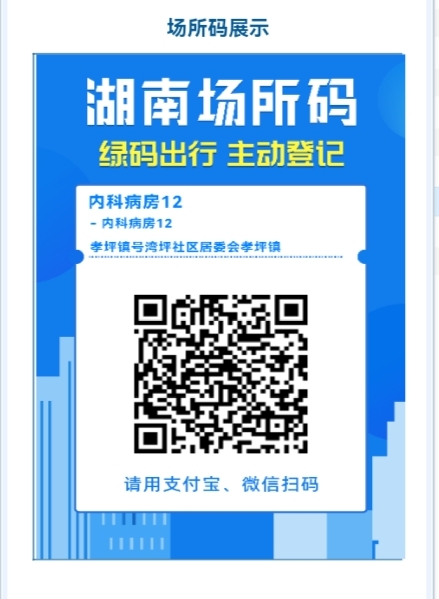 场所码展示
湖南场所码
绿码出行 主动登记
内科病房12
- 内科病房12
孝坪镇号湾坪社区居委会孝坪镇
请用支付宝、微信扫码